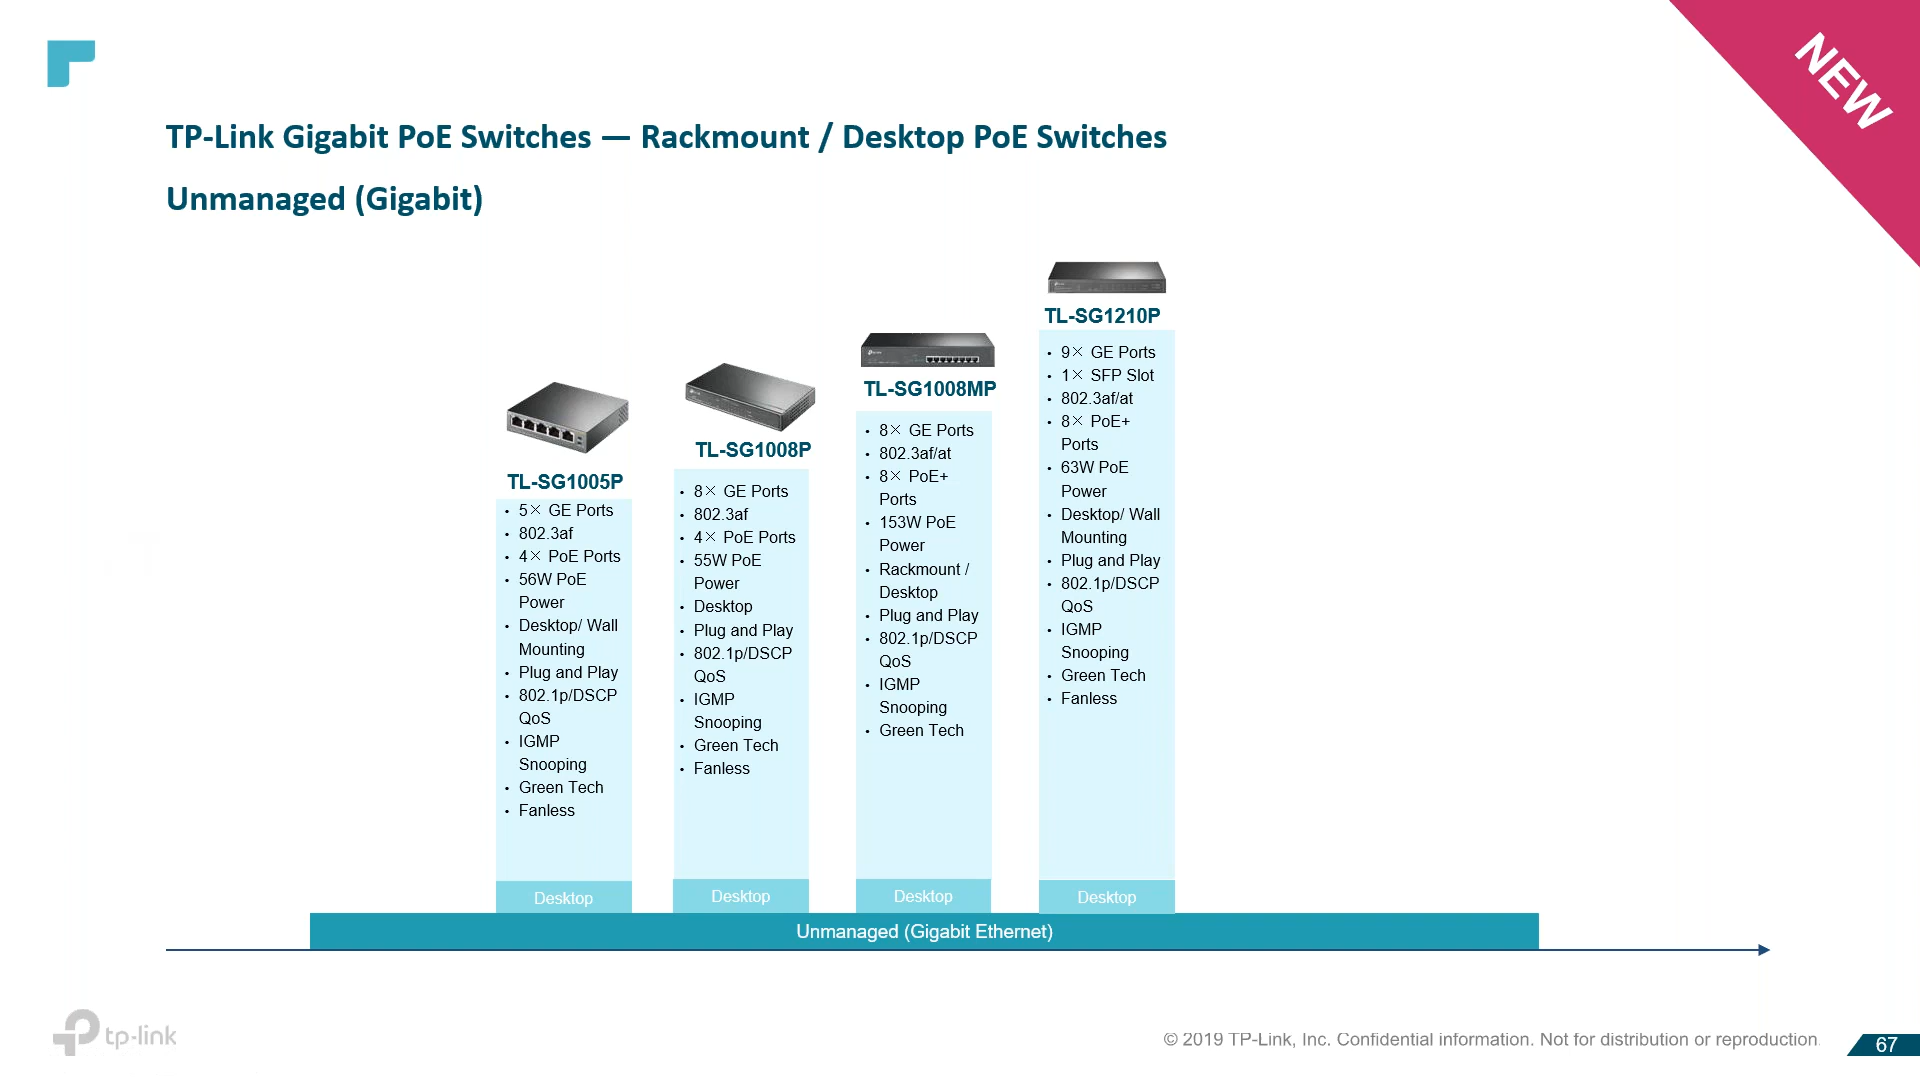 NEW
TP-Link Gigabit PoE Switches — Rackmount / Desktop PoE Switches
Unmanaged (Gigabit)
TL-SG1005P
• 5× GE Ports
• 802.3af
• 4× PoE Ports
• 56W PoE
Power
• Desktop/ Wall
Mounting
• Plug and Play
• 802.1p/DSCP
QoS
• IGMP
Snooping
• Green Tech
• Fanless
Desktop
TL-SG1008P
• 8× GE Ports
• 802.3af
• 4× PoE Ports
• 55W PoE
Power
• Desktop
• Plug and Play
• 802.1p/DSCP
QoS
• IGMP
Snooping
• Green Tech
• Fanless
Desktop
TL-SG1008MP
• 8× GE Ports
• 802.3af/at
• 8× PoE+
Ports
• 153W PoE
Power
• Rackmount /
Desktop
• Plug and Play
• 802.1p/DSCP
QoS
• IGMP
Snooping
• Green Tech
Desktop
TL-SG1210P
• 9× GE Ports
• 1× SFP Slot
• 802.3af/at
• 8× PoE+
Ports
• 63W PoE
Power
• Desktop/ Wall
Mounting
• Plug and Play
• 802.1p/DSCP
QoS
• IGMP
Snooping
• Green Tech
• Fanless
Desktop
Unmanaged (Gigabit Ethernet)
tp-link
© 2019 TP-Link, Inc. Confidential information. Not for distribution or reproduction.
67